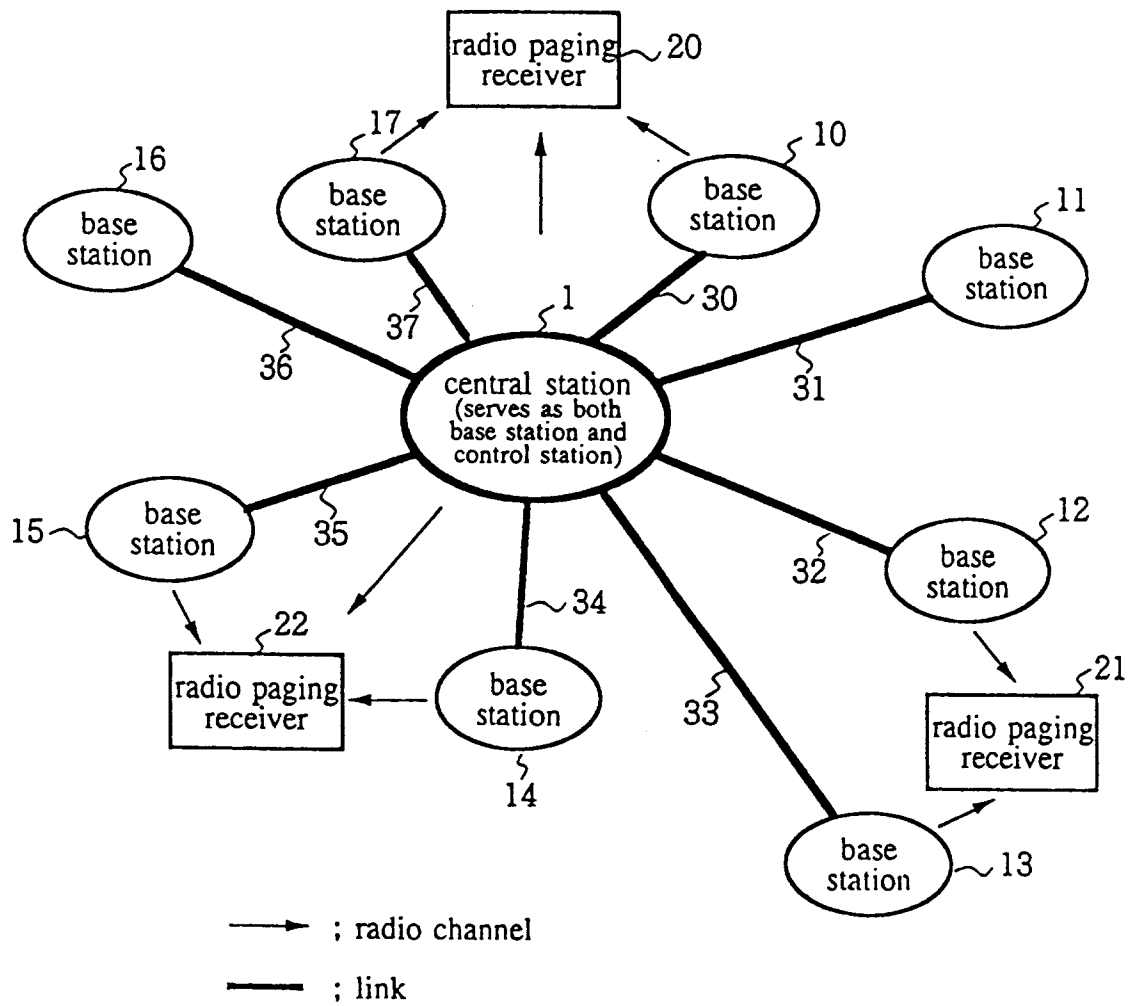 radio paging
receiver
20
17
10
16
base
station
base
station
base
station
11
base
station
37
30
1
36
31
central station
(serves as both
base station and
control station)
15
base
station
35
12
base
station
32
34
22
radio paging
receiver
base
station
14
33
21
radio paging
receiver
base
station
13
; radio channel
; link